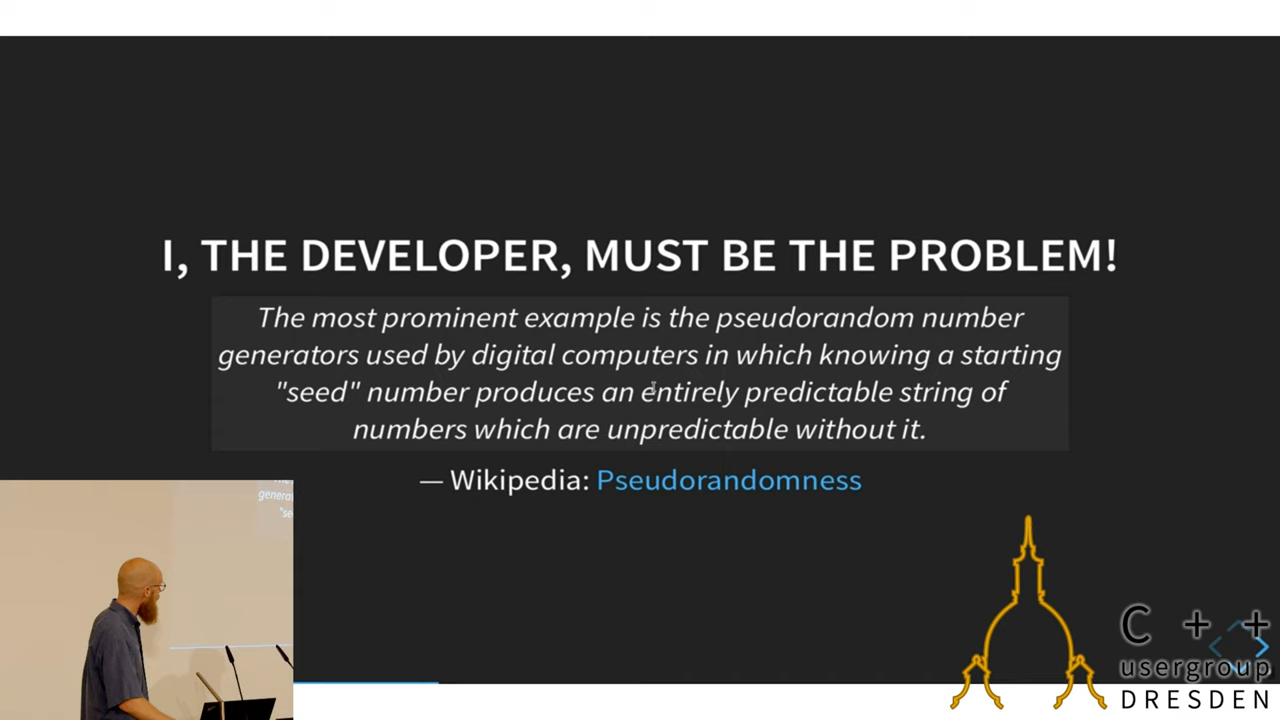 I, THE DEVELOPER, MUST BE THE PROBLEM!
The most prominent example is the pseudorandom number
generators used by digital computers in which knowing a starting
"seed" number produces an entirely predictable string of
numbers which are unpredictable without it.
— Wikipedia: Pseudorandomness
C++
usergroup
DRESDEN